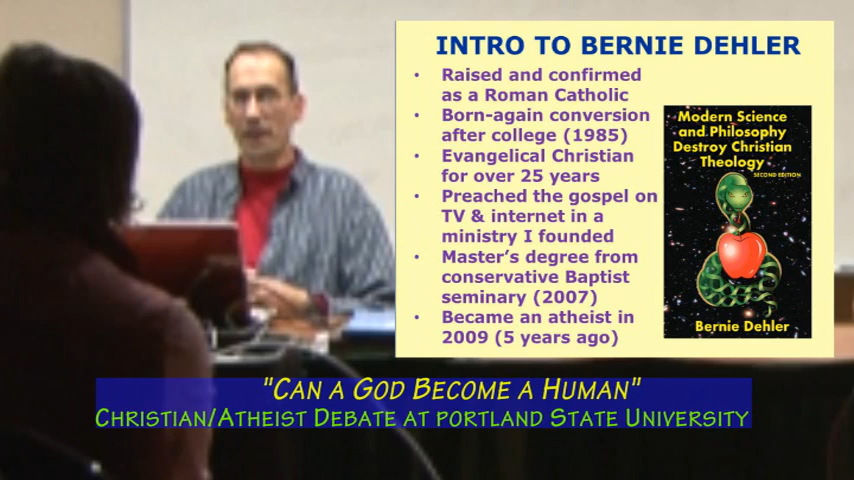 INTRO TO BERNIE DEHLER
• Raised and confirmed
as a Roman Catholic
• Born-again conversion
after college (1985)
• Evangelical Christian
for over 25 years
• Preached the gospel on
TV & internet in a
ministry I founded
• Master's degree from
conservative Baptist
seminary (2007)
• Became an atheist in
2009 (5 years ago)
Modern Science
and Philosophy
Destroy Christian
Theology
SECOND EDITION
Bernie Dehler
"CAN A GOD BECOME A HUMAN"
CHRISTIAN/ATHEIST DEBATE AT PORTLAND STATE UNIVERSITY